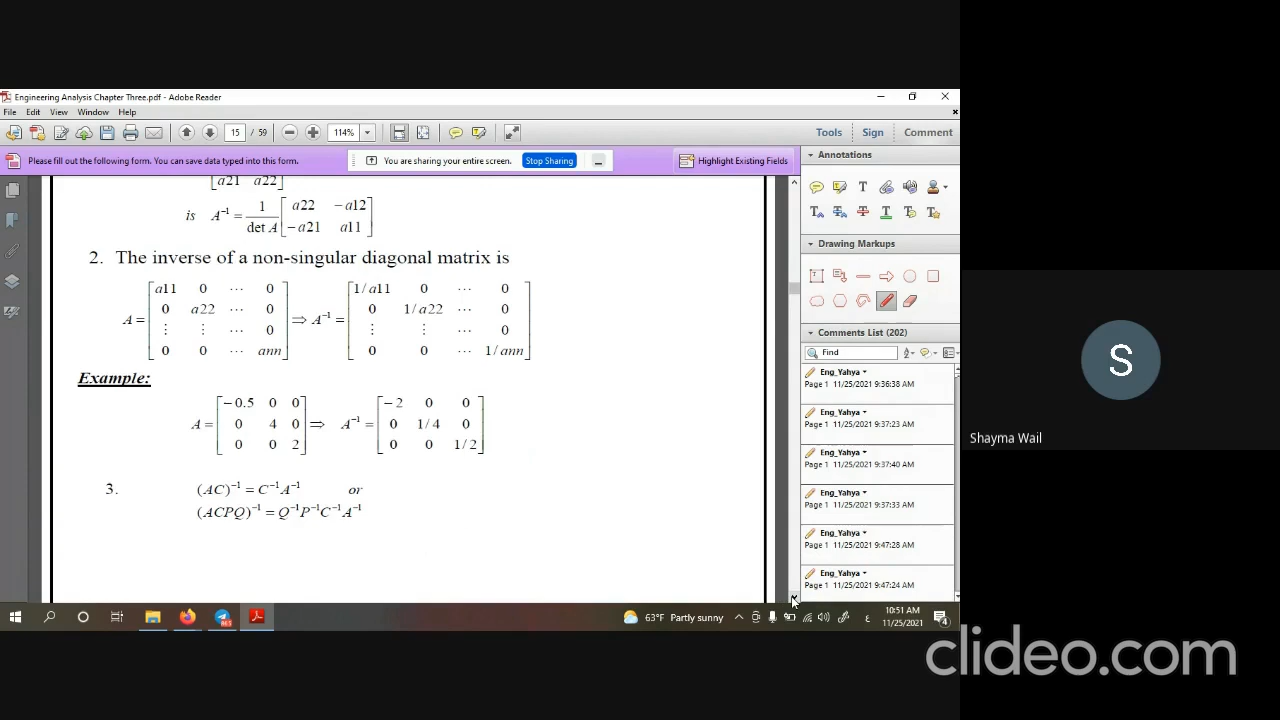 Engineering Analysis Chapter Three.pdf - Adobe Reader
File Edit View Window Help
15 / 59 114% Tools Sign Comment
Please fill out the following form. You can save data typed into this form.
You are sharing your entire screen. Stop Sharing
Highlight Existing Fields
a21 a22
is A⁻¹ = 1/det A [a22 −a12
−a21 a11]
2. The inverse of a non-singular diagonal matrix is
A = [a11 0 ⋯ 0
0 a22 ⋯ 0
⋮ ⋮ ⋯ 0
0 0 ⋯ ann] ⇒ A⁻¹ = [1/a11 0 ⋯ 0
0 1/a22 ⋯ 0
⋮ ⋮ ⋯ 0
0 0 ⋯ 1/ann]
Example:
A = [−0.5 0 0
0 4 0
0 0 2] ⇒ A⁻¹ = [−2 0 0
0 1/4 0
0 0 1/2]
3. (AC)⁻¹ = C⁻¹A⁻¹ or
(ACPQ)⁻¹ = Q⁻¹P⁻¹C⁻¹A⁻¹
Annotations
Drawing Markups
Comments List (202)
Find
Eng_Yahya
Page 1 11/25/2021 9:36:38 AM
Eng_Yahya
Page 1 11/25/2021 9:37:23 AM
Eng_Yahya
Page 1 11/25/2021 9:37:40 AM
Eng_Yahya
Page 1 11/25/2021 9:37:33 AM
Eng_Yahya
Page 1 11/25/2021 9:47:28 AM
Eng_Yahya
Page 1 11/25/2021 9:47:24 AM
63°F Partly sunny
ع
10:51 AM
11/25/2021
4
S
Shayma Wail
clideo.com